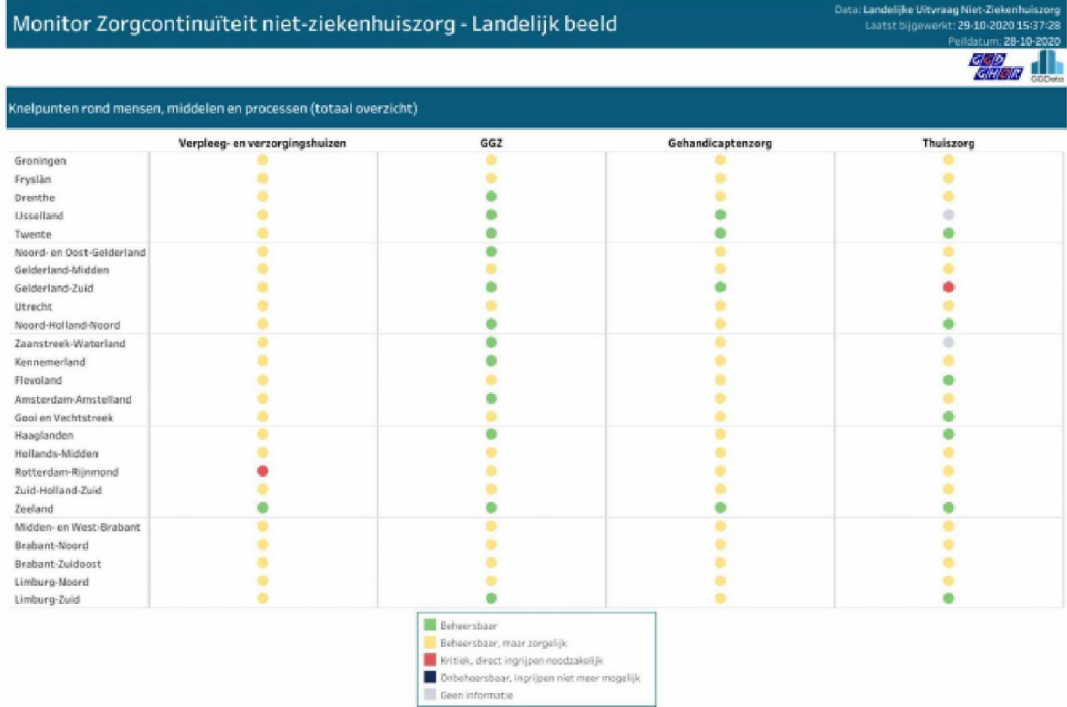 Monitor Zorgcontinuïteit niet-ziekenhuiszorg - Landelijk beeld
Data: Landelijke Uitvraag Niet-Ziekenhuiszorg
Laatst bijgewerkt: 29-10-2020 15:37:28
Peildatum: 28-10-2020
GGD
GHOR
GGData
Knelpunten rond mensen, middelen en processen (totaal overzicht)
Verpleeg- en verzorgingshuizen GGZ Gehandicaptenzorg Thuiszorg
Groningen
Fryslân
Drenthe
IJsselland
Twente
Noord- en Oost-Gelderland
Gelderland-Midden
Gelderland-Zuid
Utrecht
Noord-Holland-Noord
Zaanstreek-Waterland
Kennemerland
Flevoland
Amsterdam-Amstelland
Gooi en Vechtstreek
Haaglanden
Hollands-Midden
Rotterdam-Rijnmond
Zuid-Holland-Zuid
Zeeland
Midden- en West-Brabant
Brabant-Noord
Brabant-Zuidoost
Limburg-Noord
Limburg-Zuid
Beheersbaar
Beheersbaar, maar zorgelijk
Kritiek, direct ingrijpen noodzakelijk
Onbeheersbaar, ingrijpen niet meer mogelijk
Geen informatie